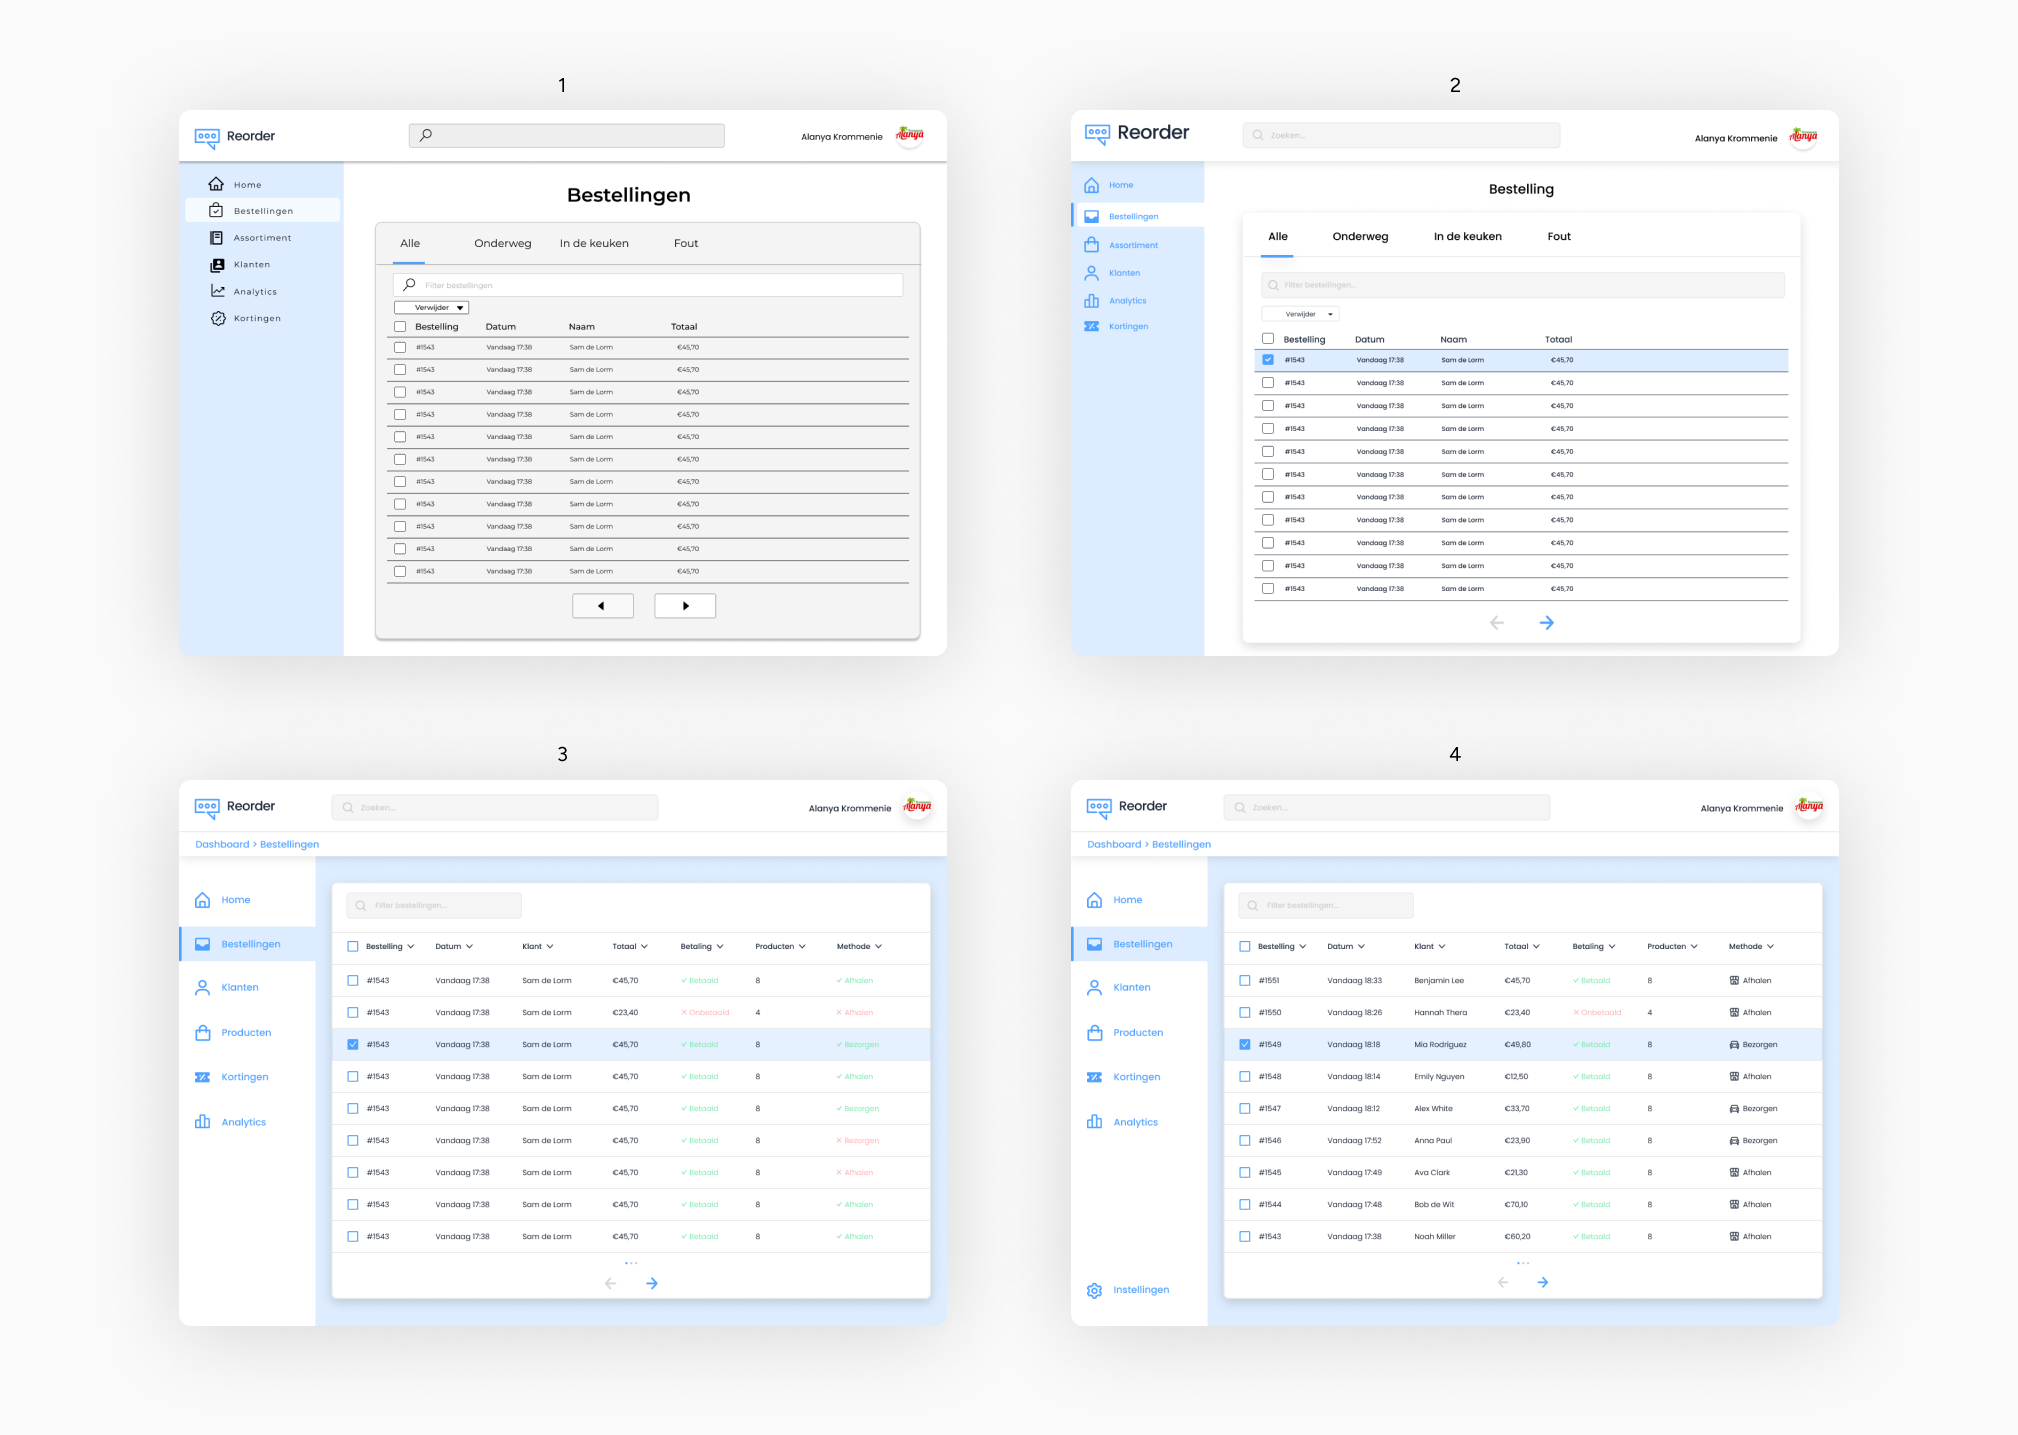 1
Reorder
Alanya Krommenie
Alanya
Home
Bestellingen
Assortiment
Klanten
Analytics
Kortingen
Bestellingen
Alle Onderweg In de keuken Fout
Filter bestellingen
Verwijder
Bestelling Datum Naam Totaal
#1543 Vandaag 17:38 Sam de Lorm €45,70
#1543 Vandaag 17:38 Sam de Lorm €45,70
#1543 Vandaag 17:38 Sam de Lorm €45,70
#1543 Vandaag 17:38 Sam de Lorm €45,70
#1543 Vandaag 17:38 Sam de Lorm €45,70
#1543 Vandaag 17:38 Sam de Lorm €45,70
#1543 Vandaag 17:38 Sam de Lorm €45,70
#1543 Vandaag 17:38 Sam de Lorm €45,70
#1543 Vandaag 17:38 Sam de Lorm €45,70
#1543 Vandaag 17:38 Sam de Lorm €45,70
#1543 Vandaag 17:38 Sam de Lorm €45,70
2
Reorder
Zoeken...
Alanya Krommenie
Alanya
Home
Bestellingen
Assortiment
Klanten
Analytics
Kortingen
Bestelling
Alle Onderweg In de keuken Fout
Filter bestellingen...
Verwijder
Bestelling Datum Naam Totaal
#1543 Vandaag 17:38 Sam de Lorm €45,70
#1543 Vandaag 17:38 Sam de Lorm €45,70
#1543 Vandaag 17:38 Sam de Lorm €45,70
#1543 Vandaag 17:38 Sam de Lorm €45,70
#1543 Vandaag 17:38 Sam de Lorm €45,70
#1543 Vandaag 17:38 Sam de Lorm €45,70
#1543 Vandaag 17:38 Sam de Lorm €45,70
#1543 Vandaag 17:38 Sam de Lorm €45,70
#1543 Vandaag 17:38 Sam de Lorm €45,70
#1543 Vandaag 17:38 Sam de Lorm €45,70
#1543 Vandaag 17:38 Sam de Lorm €45,70
3
Reorder
Zoeken...
Alanya Krommenie
Alanya
Dashboard > Bestellingen
Home
Bestellingen
Klanten
Producten
Kortingen
Analytics
Filter bestellingen...
Bestelling Datum Klant Totaal Betaling Producten Methode
#1543 Vandaag 17:38 Sam de Lorm €45,70 Betaald 8 Afhalen
#1543 Vandaag 17:38 Sam de Lorm €23,40 Onbetaald 4 Afhalen
#1543 Vandaag 17:38 Sam de Lorm €45,70 Betaald 8 Bezorgen
#1543 Vandaag 17:38 Sam de Lorm €45,70 Betaald 8 Afhalen
#1543 Vandaag 17:38 Sam de Lorm €45,70 Betaald 8 Bezorgen
#1543 Vandaag 17:38 Sam de Lorm €45,70 Betaald 8 Bezorgen
#1543 Vandaag 17:38 Sam de Lorm €45,70 Betaald 8 Afhalen
#1543 Vandaag 17:38 Sam de Lorm €45,70 Betaald 8 Afhalen
#1543 Vandaag 17:38 Sam de Lorm €45,70 Betaald 8 Afhalen
4
Reorder
Zoeken...
Alanya Krommenie
Alanya
Dashboard > Bestellingen
Home
Bestellingen
Klanten
Producten
Kortingen
Analytics
Instellingen
Filter bestellingen...
Bestelling Datum Klant Totaal Betaling Producten Methode
#1551 Vandaag 18:33 Benjamin Lee €45,70 Betaald 8 Afhalen
#1550 Vandaag 18:26 Hannah Thera €23,40 Onbetaald 4 Afhalen
#1549 Vandaag 18:18 Mia Rodriguez €49,80 Betaald 8 Bezorgen
#1548 Vandaag 18:14 Emily Nguyen €12,50 Betaald 8 Afhalen
#1547 Vandaag 18:12 Alex White €33,70 Betaald 8 Bezorgen
#1546 Vandaag 17:52 Anna Paul €23,90 Betaald 8 Bezorgen
#1545 Vandaag 17:49 Ava Clark €21,30 Betaald 8 Afhalen
#1544 Vandaag 17:48 Bob de Wit €70,10 Betaald 8 Afhalen
#1543 Vandaag 17:38 Noah Miller €60,20 Betaald 8 Afhalen